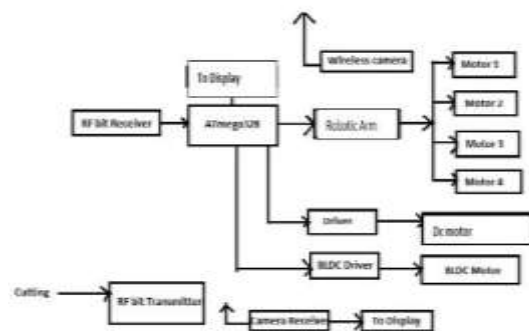 Wireless camera
To Display
Motor 1
Motor 2
RF bit Receiver
ATmega328
Robotic Arm
Motor 3
Motor 4
Driver
Dc motor
BLDC Driver
BLDC Motor
Cutting
RF bit Transmitter
Camera Receiver
To Display